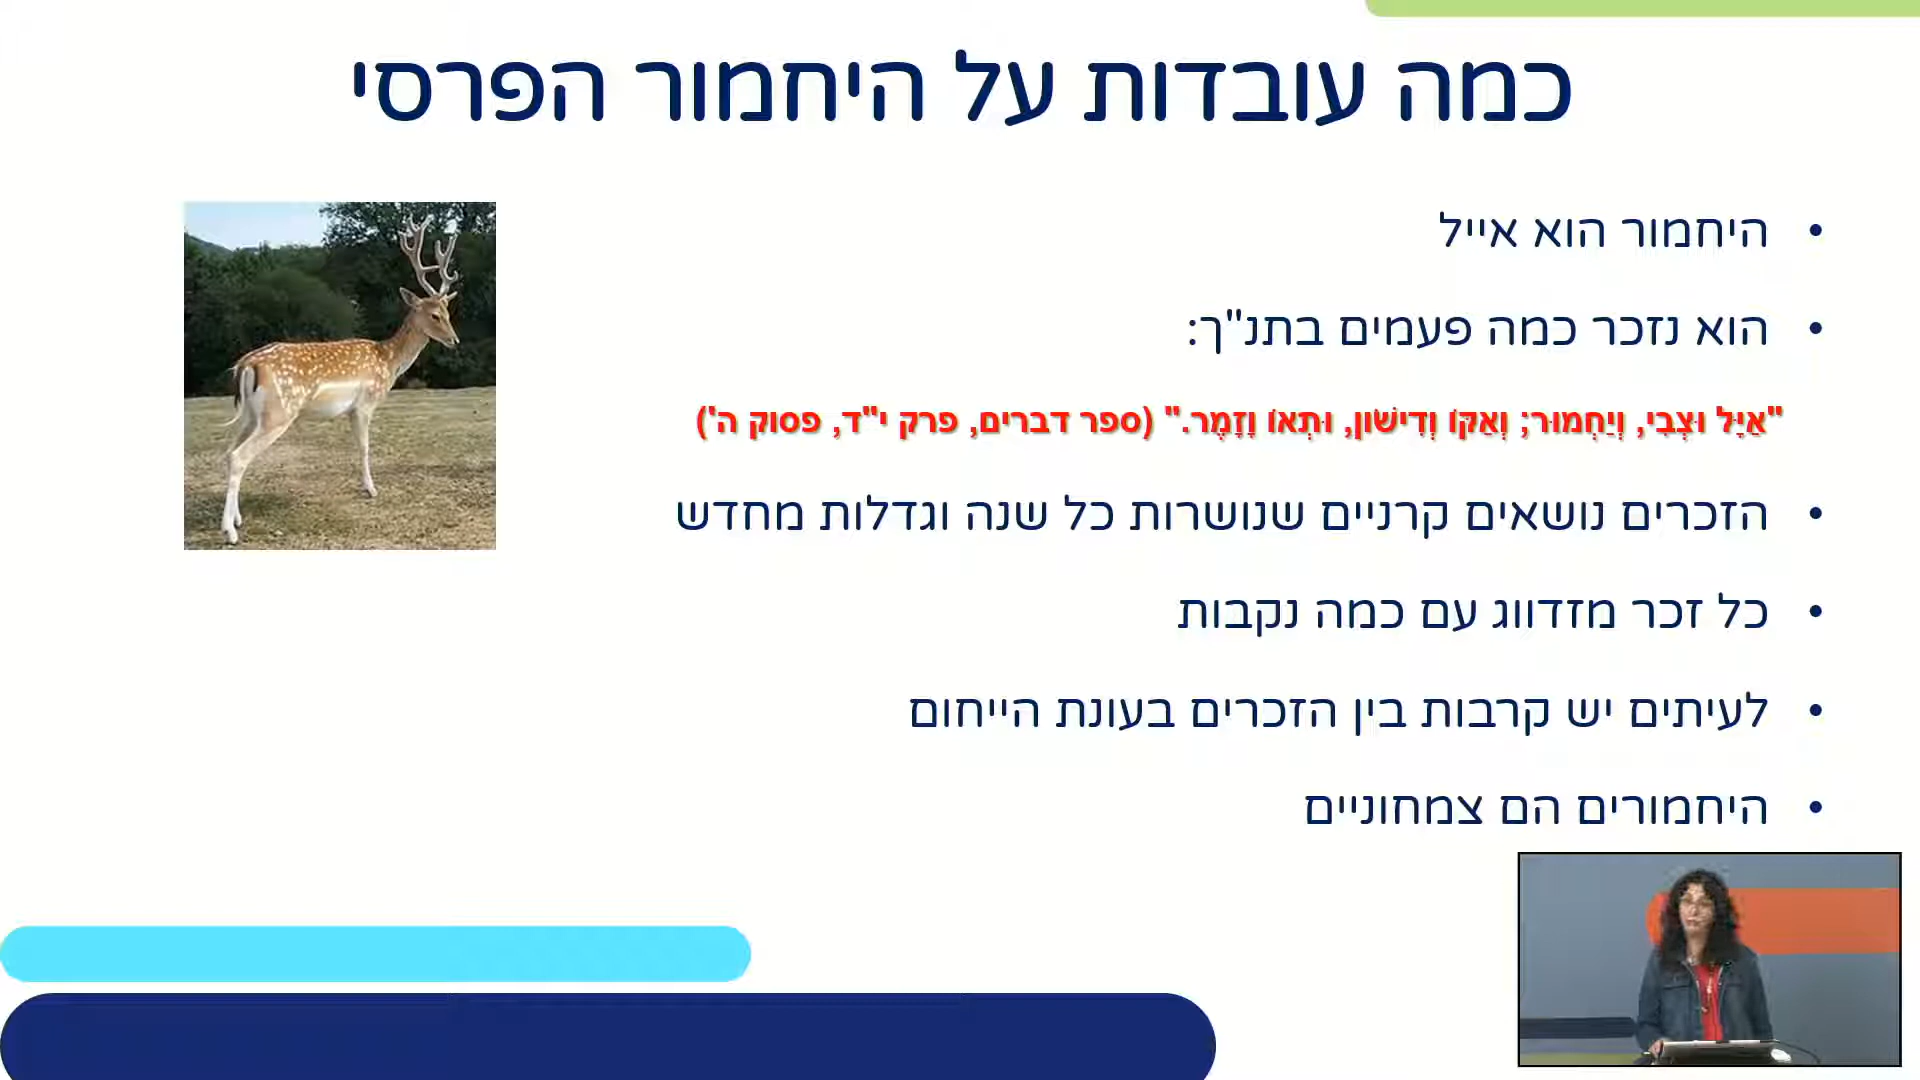 כמה עובדות על היחמור הפרסי
• היחמור הוא אייל
• הוא נזכר כמה פעמים בתנ"ך:
"אַיָּל וּצְבִי, וְיַחְמוּר; וְאַקּוֹ וְדִישֹׁון, וּתְאוֹ וָזָמֶר." (ספר דברים, פרק י"ד, פסוק ה')
• הזכרים נושאים קרניים שנושרות כל שנה וגדלות מחדש
• כל זכר מזדווג עם כמה נקבות
• לעיתים יש קרבות בין הזכרים בעונת הייחום
• היחמורים הם צמחוניים